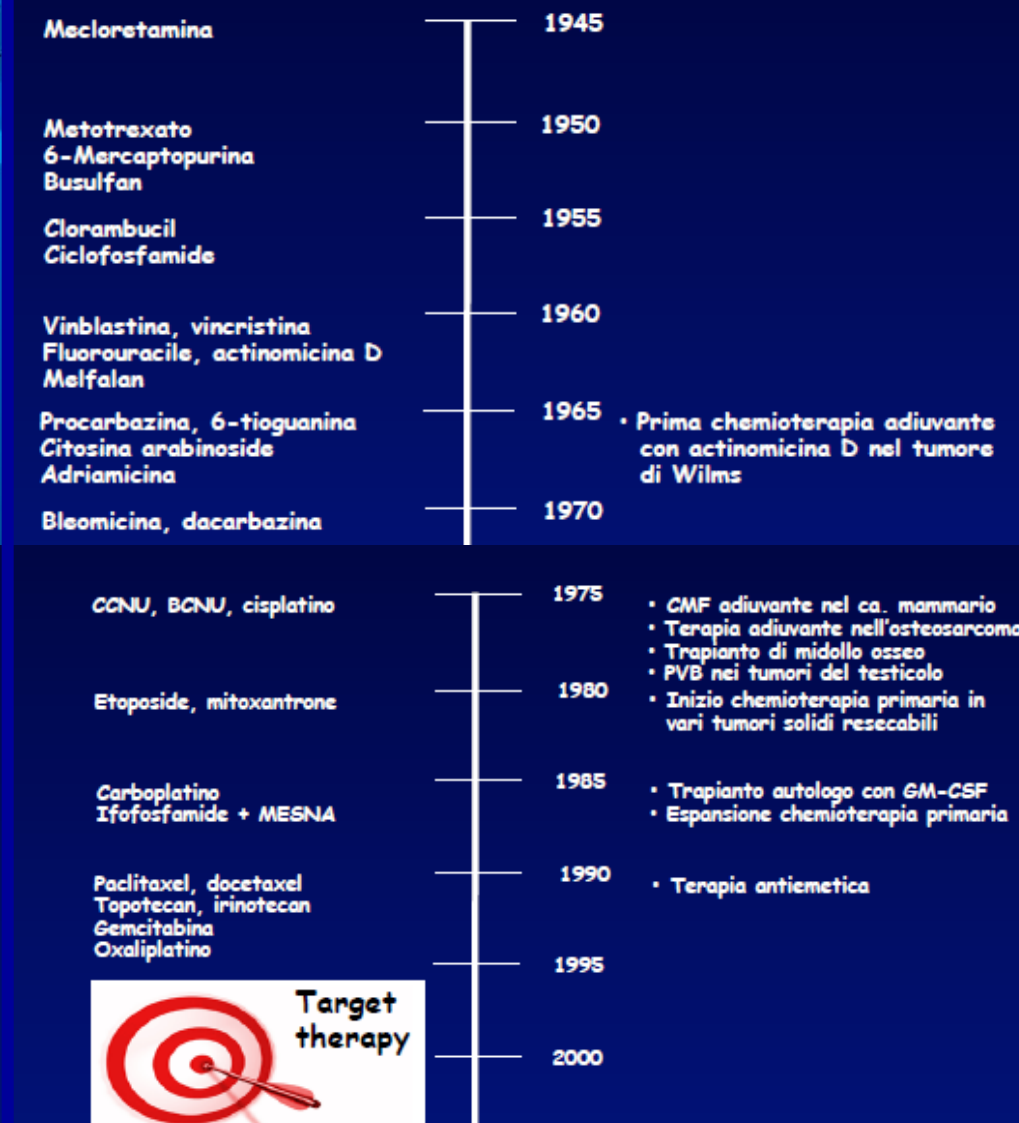 Mecloretamina
1945
1950
Metotrexato
6-Mercaptopurina
Busulfan
1955
Clorambucil
Ciclofosfamide
1960
Vinblastina, vincristina
Fluorouracile, actinomicina D
Melfalan
1965
Procarbazina, 6-tioguanina
Citosina arabinoside
Adriamicina
• Prima chemioterapia adiuvante
con actinomicina D nel tumore
di Wilms
1970
Bleomicina, dacarbazina
1975
CCNU, BCNU, cisplatino
• CMF adiuvante nel ca. mammario
• Terapia adiuvante nell'osteosarcoma
• Trapianto di midollo osseo
• PVB nei tumori del testicolo
1980
Etoposide, mitoxantrone
• Inizio chemioterapia primaria in
vari tumori solidi resecabili
1985
Carboplatino
Ifofosfamide + MESNA
• Trapianto autologo con GM-CSF
• Espansione chemioterapia primaria
1990
Paclitaxel, docetaxel
Topotecan, irinotecan
Gemcitabina
Oxaliplatino
• Terapia antiemetica
1995
Target
therapy
2000